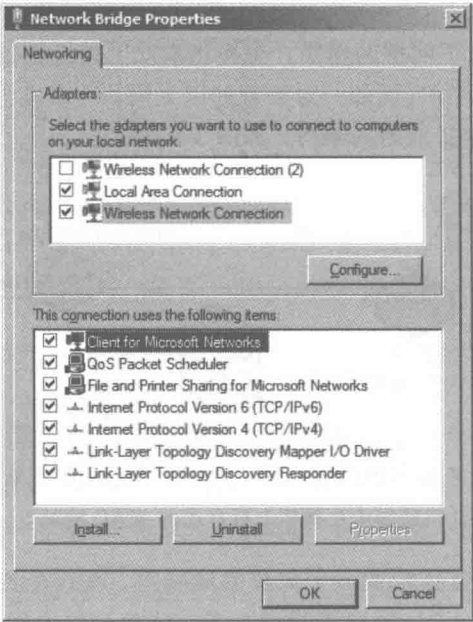 Network Bridge Properties
Networking
Adapters:
Select the adapters you want to use to connect to computers
on your local network.
Wireless Network Connection (2)
Local Area Connection
Wireless Network Connection
Configure...
This connection uses the following items:
Client for Microsoft Networks
QoS Packet Scheduler
File and Printer Sharing for Microsoft Networks
Internet Protocol Version 6 (TCP/IPv6)
Internet Protocol Version 4 (TCP/IPv4)
Link-Layer Topology Discovery Mapper I/O Driver
Link-Layer Topology Discovery Responder
Install... Uninstall Properties
OK Cancel